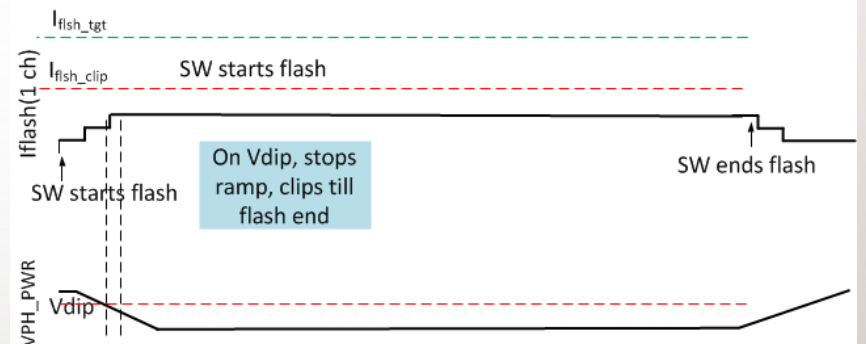 Iflsh_tgt
Iflsh_clip
SW starts flash
Iflash(1 ch)
On Vdip, stops
ramp, clips till
flash end
SW starts flash
SW ends flash
VPH_PWR
Vdip